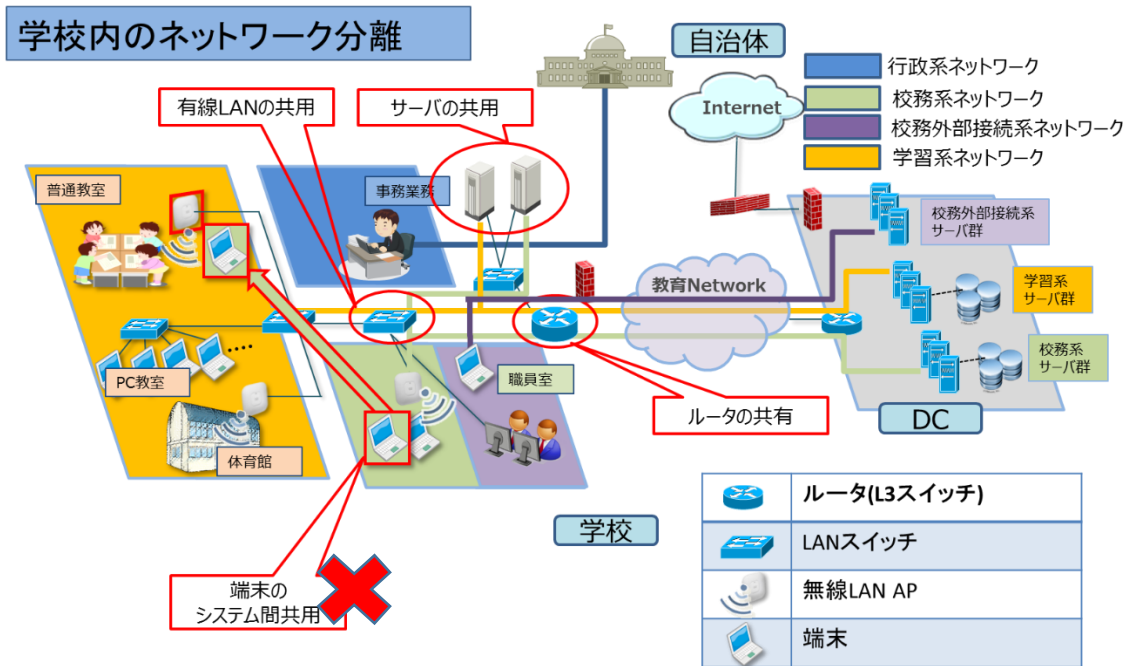 学校内のネットワーク分離
自治体
Internet
行政系ネットワーク
校務系ネットワーク
校務外部接続系ネットワーク
学習系ネットワーク
有線LANの共用
サーバの共用
普通教室
事務業務
校務外部接続系
サーバ群
教育Network
学習系
サーバ群
PC教室
・・・・
職員室
校務系
サーバ群
体育館
ルータの共有
DC
学校
端末の
システム間共用
ルータ(L3スイッチ)
LANスイッチ
無線LAN AP
端末